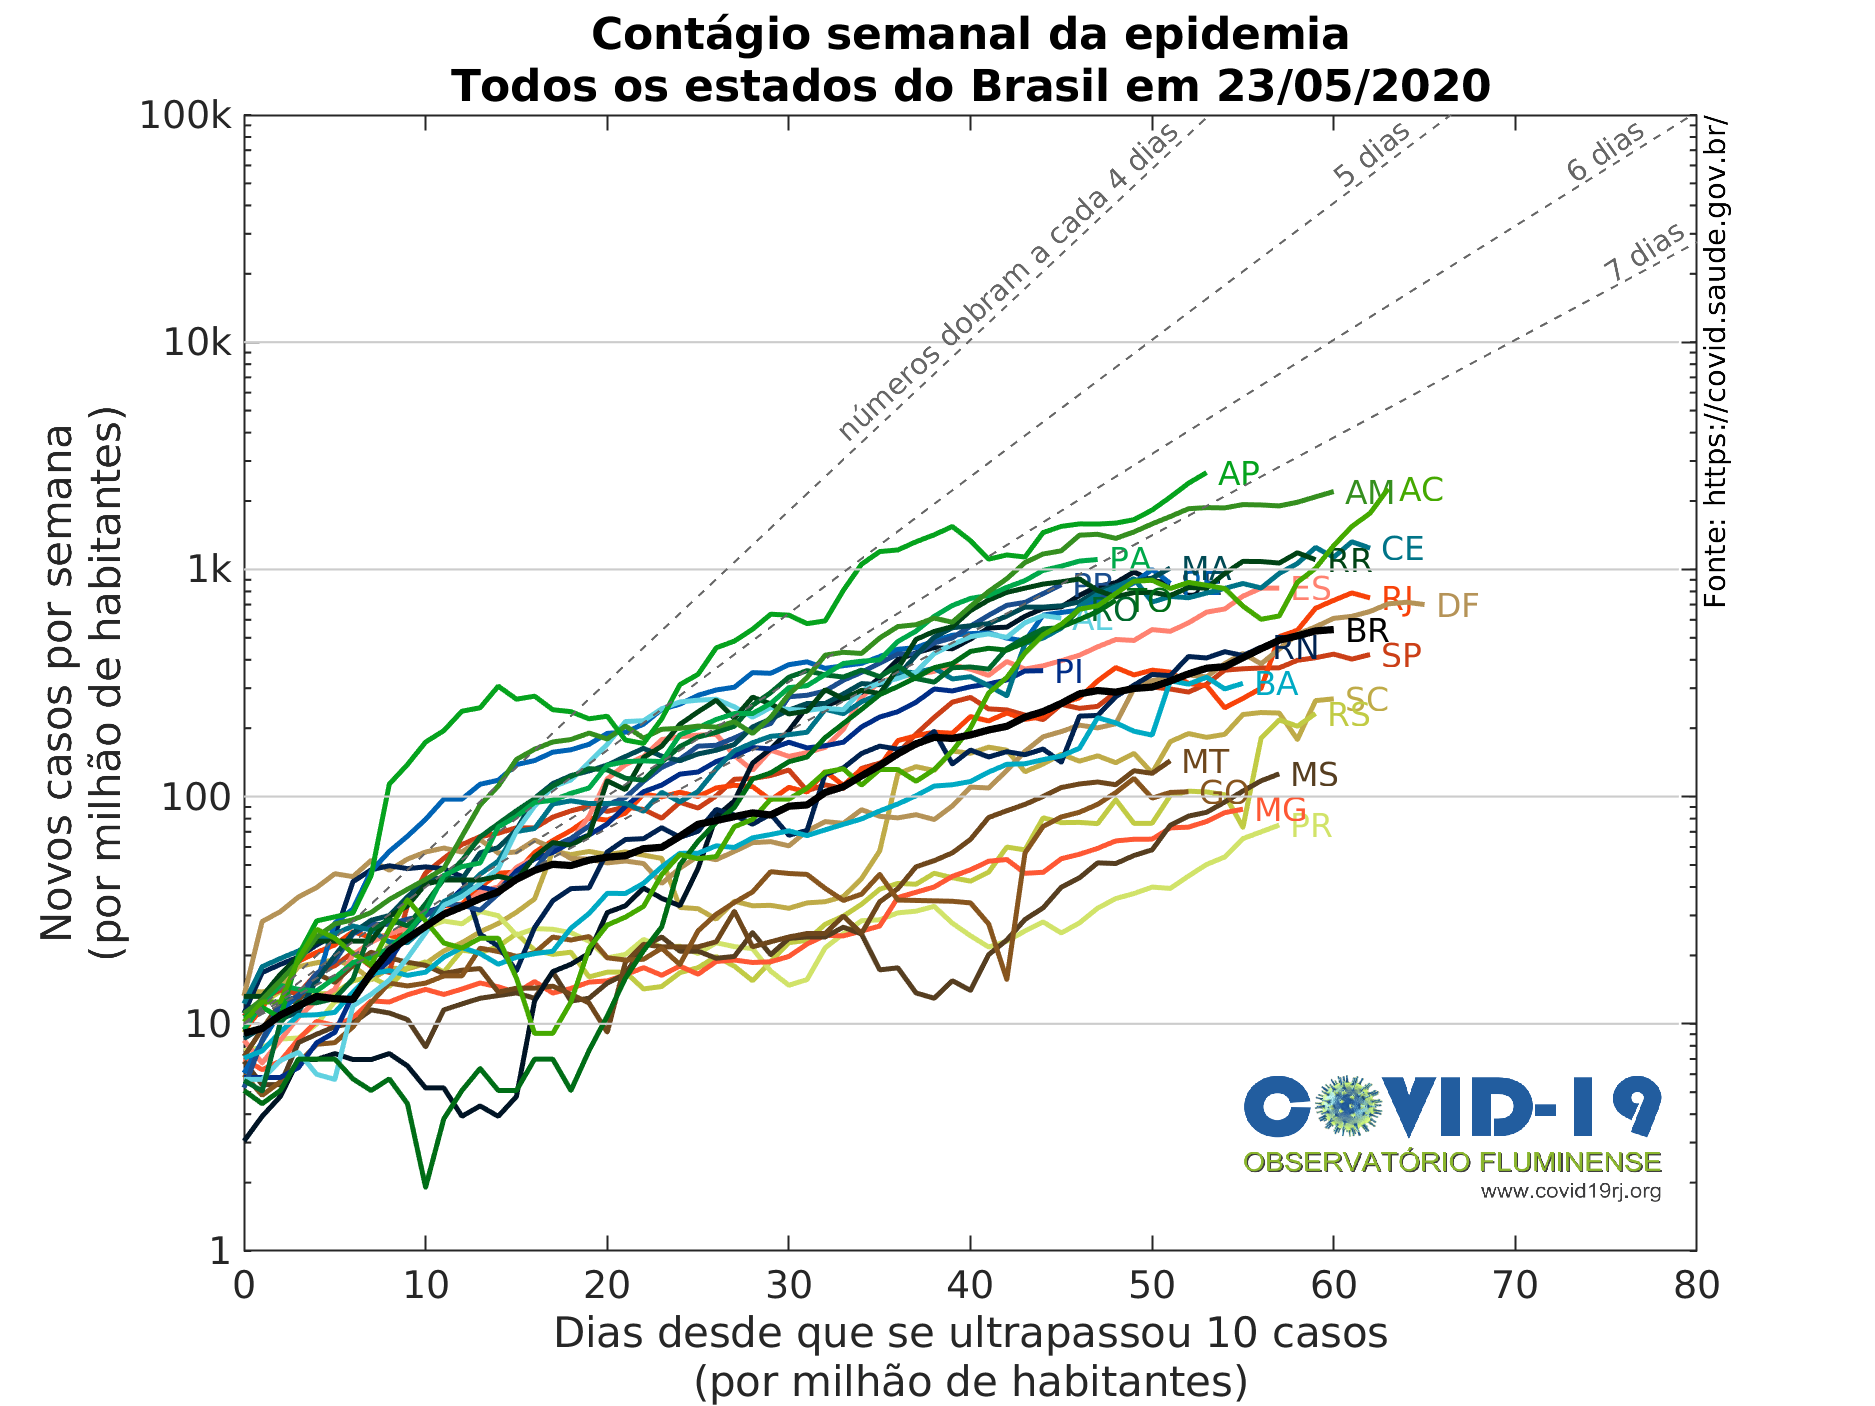 Contágio semanal da epidemia
Todos os estados do Brasil em 23/05/2020
Novos casos por semana
(por milhão de habitantes)
100k
10k
1k
100
10
1
números dobram a cada 4 dias
5 dias
6 dias
7 dias
Fonte: https://covid.saude.gov.br/
AP
AM
AC
PA
MA
CE
RR
PB
ES
RJ
DF
TO
RO
AL
BR
RN
SP
PI
BA
SC
RS
MT
MS
GO
MG
PR
COVID-19
OBSERVATÓRIO FLUMINENSE
www.covid19rj.org
0 10 20 30 40 50 60 70 80
Dias desde que se ultrapassou 10 casos
(por milhão de habitantes)